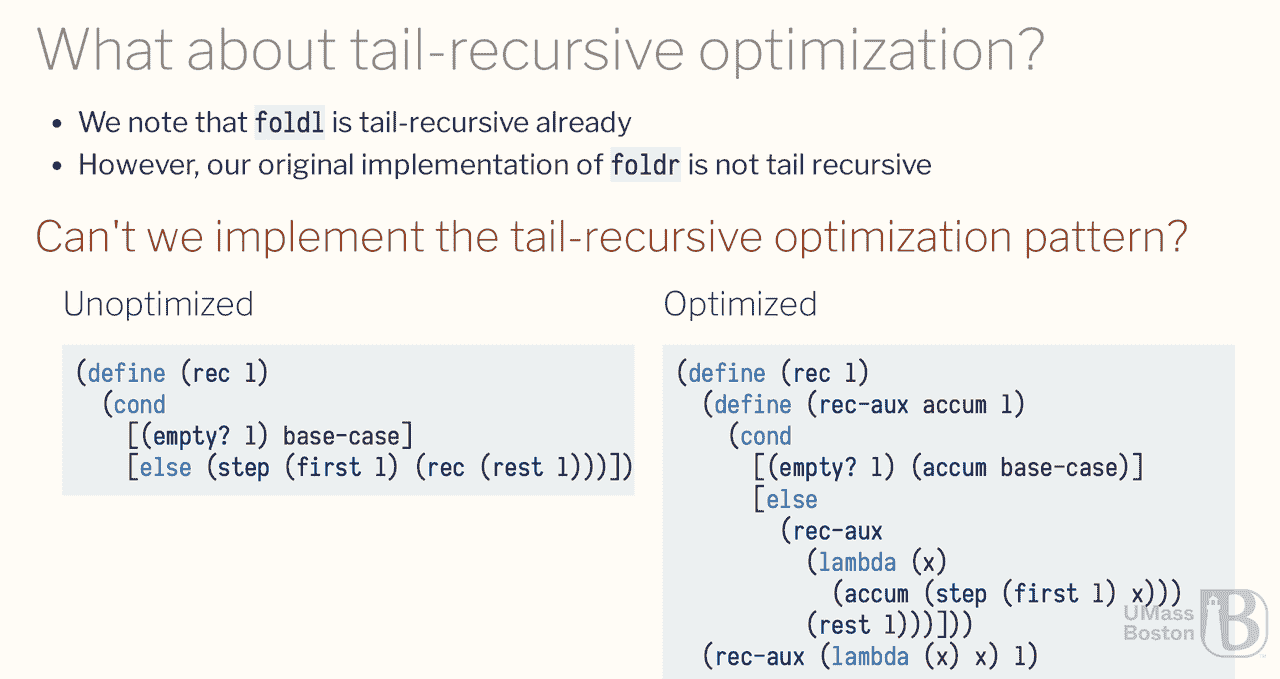 What about tail-recursive optimization?
• We note that foldl is tail-recursive already
• However, our original implementation of foldr is not tail recursive
Can't we implement the tail-recursive optimization pattern?
Unoptimized
(define (rec l)
  (cond
    [(empty? l) base-case]
    [else (step (first l) (rec (rest l)))])
Optimized
(define (rec l)
  (define (rec-aux accum l)
    (cond
      [(empty? l) (accum base-case)]
      [else
        (rec-aux
          (lambda (x)
            (accum (step (first l) x)))
          (rest l)))]))
  (rec-aux (lambda (x) x) l)
UMass
Boston
B